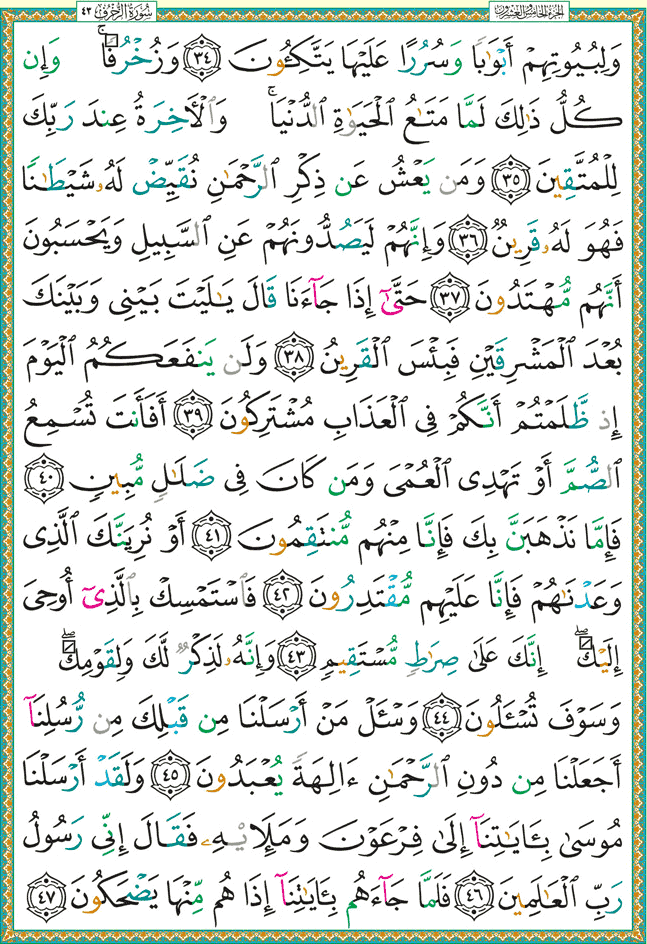 الجزء الخامس والعشرون
سُورَةُ الزُّخْرُفِ ٤٣
وَلِبُيُوتِهِمْ أَبْوَٰبًا وَسُرُرًا عَلَيْهَا يَتَّكِـُٔونَ ﴿٣٤﴾ وَزُخْرُفًا ۚ وَإِن
كُلُّ ذَٰلِكَ لَمَّا مَتَـٰعُ ٱلْحَيَوٰةِ ٱلدُّنْيَا ۚ وَٱلْـَٔاخِرَةُ عِندَ رَبِّكَ
لِلْمُتَّقِينَ ﴿٣٥﴾ وَمَن يَعْشُ عَن ذِكْرِ ٱلرَّحْمَـٰنِ نُقَيِّضْ لَهُۥ شَيْطَـٰنًا
فَهُوَ لَهُۥ قَرِينٌ ﴿٣٦﴾ وَإِنَّهُمْ لَيَصُدُّونَهُمْ عَنِ ٱلسَّبِيلِ وَيَحْسَبُونَ
أَنَّهُم مُّهْتَدُونَ ﴿٣٧﴾ حَتَّىٰٓ إِذَا جَآءَنَا قَالَ يَـٰلَيْتَ بَيْنِى وَبَيْنَكَ
بُعْدَ ٱلْمَشْرِقَيْنِ فَبِئْسَ ٱلْقَرِينُ ﴿٣٨﴾ وَلَن يَنفَعَكُمُ ٱلْيَوْمَ
إِذ ظَّلَمْتُمْ أَنَّكُمْ فِى ٱلْعَذَابِ مُشْتَرِكُونَ ﴿٣٩﴾ أَفَأَنتَ تُسْمِعُ
ٱلصُّمَّ أَوْ تَهْدِى ٱلْعُمْىَ وَمَن كَانَ فِى ضَلَـٰلٍ مُّبِينٍ ﴿٤٠﴾
فَإِمَّا نَذْهَبَنَّ بِكَ فَإِنَّا مِنْهُم مُّنتَقِمُونَ ﴿٤١﴾ أَوْ نُرِيَنَّكَ ٱلَّذِى
وَعَدْنَـٰهُمْ فَإِنَّا عَلَيْهِم مُّقْتَدِرُونَ ﴿٤٢﴾ فَٱسْتَمْسِكْ بِٱلَّذِىٓ أُوحِىَ
إِلَيْكَ ۖ إِنَّكَ عَلَىٰ صِرَٰطٍ مُّسْتَقِيمٍ ﴿٤٣﴾ وَإِنَّهُۥ لَذِكْرٌ لَّكَ وَلِقَوْمِكَ ۖ
وَسَوْفَ تُسْـَٔلُونَ ﴿٤٤﴾ وَسْـَٔلْ مَنْ أَرْسَلْنَا مِن قَبْلِكَ مِن رُّسُلِنَآ
أَجَعَلْنَا مِن دُونِ ٱلرَّحْمَـٰنِ ءَالِهَةً يُعْبَدُونَ ﴿٤٥﴾ وَلَقَدْ أَرْسَلْنَا
مُوسَىٰ بِـَٔايَـٰتِنَآ إِلَىٰ فِرْعَوْنَ وَمَلَإِي۟هِۦ فَقَالَ إِنِّى رَسُولُ
رَبِّ ٱلْعَـٰلَمِينَ ﴿٤٦﴾ فَلَمَّا جَآءَهُم بِـَٔايَـٰتِنَآ إِذَا هُم مِّنْهَا يَضْحَكُونَ ﴿٤٧﴾